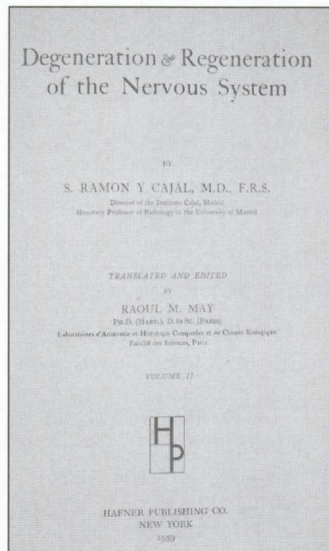 Degeneration & Regeneration
of the Nervous System
BY
S. RAMON Y CAJAL, M.D., F.R.S.
Director of the Instituto Cajal, Madrid
Honorary Professor of Pathology in the University of Madrid
TRANSLATED AND EDITED
BY
RAOUL M. MAY
PH.D. (HARV.), D. ÈS SC. (PARIS)
Laboratoires d'Anatomie et Histologie Comparées et de Chimie Biologique
Faculté des Sciences, Paris
VOLUME II
HP
HAFNER PUBLISHING CO.
NEW YORK
1959